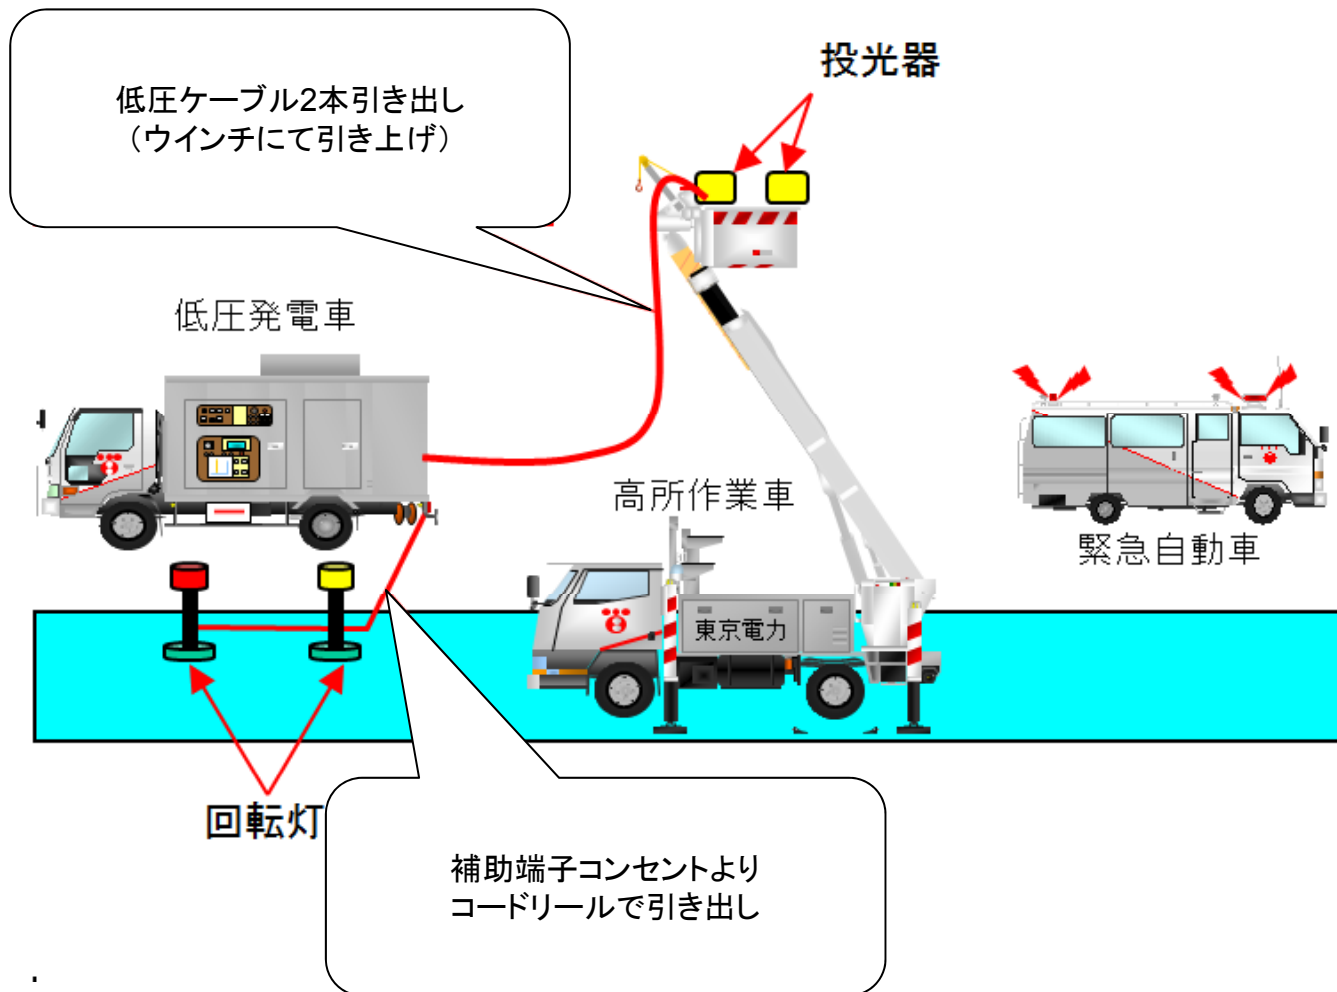 投光器
低圧ケーブル2本引き出し
（ウインチにて引き上げ）
低圧発電車
高所作業車
緊急自動車
東京電力
回転灯
補助端子コンセントより
コードリールで引き出し